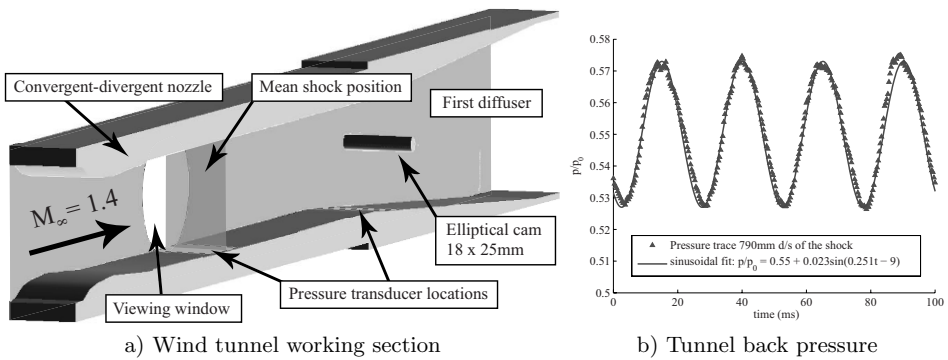 Convergent-divergent nozzle
Mean shock position
First diffuser
M∞= 1.4
Elliptical cam
18 x 25mm
Viewing window
Pressure transducer locations
a) Wind tunnel working section
0.58
0.57
0.56
0.55
0.54
0.53
0.52
0.51
0.5
p/p₀
0
20
40
60
80
100
time (ms)
Pressure trace 790mm d/s of the shock
sinusoidal fit: p/p₀ = 0.55 + 0.023sin(0.251t − 9)
b) Tunnel back pressure